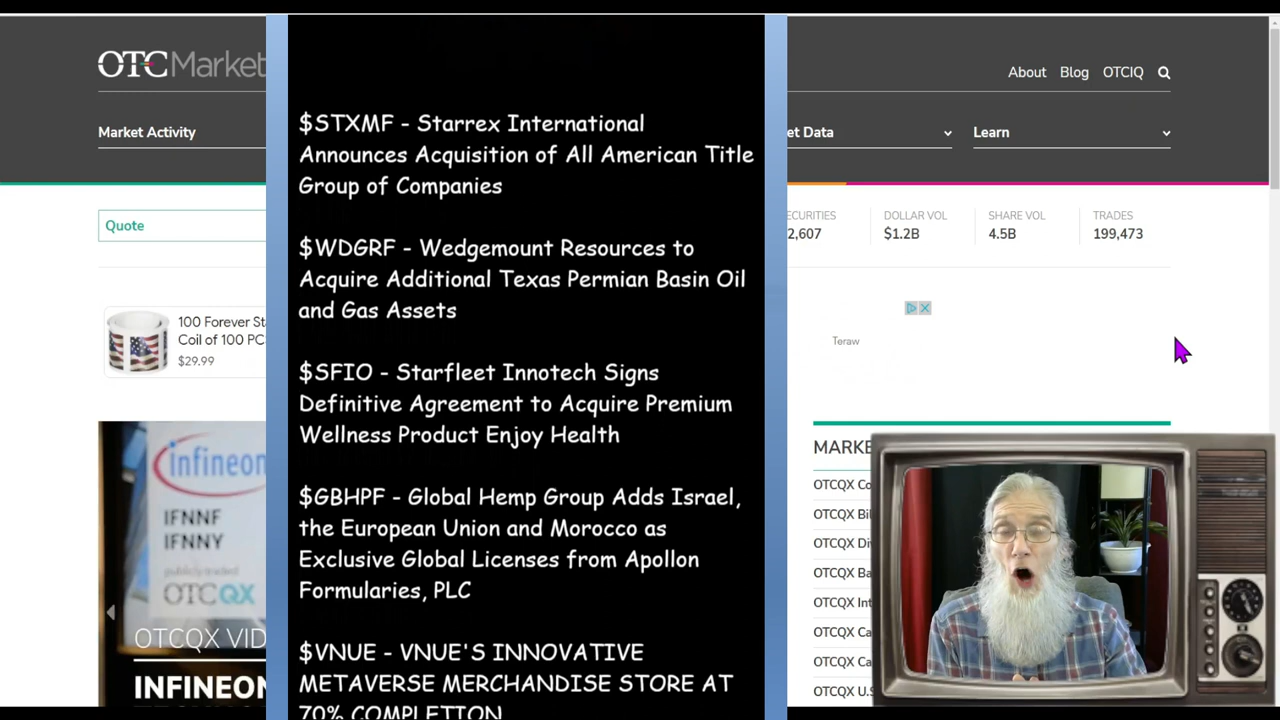 OTCMarket
About Blog OTCIQ
Market Activity
et Data
Learn
Quote
ECURITIES
2,607
DOLLAR VOL
$1.2B
SHARE VOL
4.5B
TRADES
199,473
100 Forever St
Coil of 100 PC
$29.99
Teraw
$STXMF - Starrex International
Announces Acquisition of All American Title
Group of Companies
$WDGRF - Wedgemount Resources to
Acquire Additional Texas Permian Basin Oil
and Gas Assets
$SFIO - Starfleet Innotech Signs
Definitive Agreement to Acquire Premium
Wellness Product Enjoy Health
$GBHPF - Global Hemp Group Adds Israel,
the European Union and Morocco as
Exclusive Global Licenses from Apollon
Formularies, PLC
$VNUE - VNUE'S INNOVATIVE
METAVERSE MERCHANDISE STORE AT
70% COMPLETION
infineon
IFNNF
IFNNY
publicly traded
OTCQX
OTCQX VID
INFINEON
MARKE
OTCQX Co
OTCQX Bil
OTCQX Di
OTCQX Ba
OTCQX Int
OTCQX Ca
OTCQX Ca
OTCQX U.S